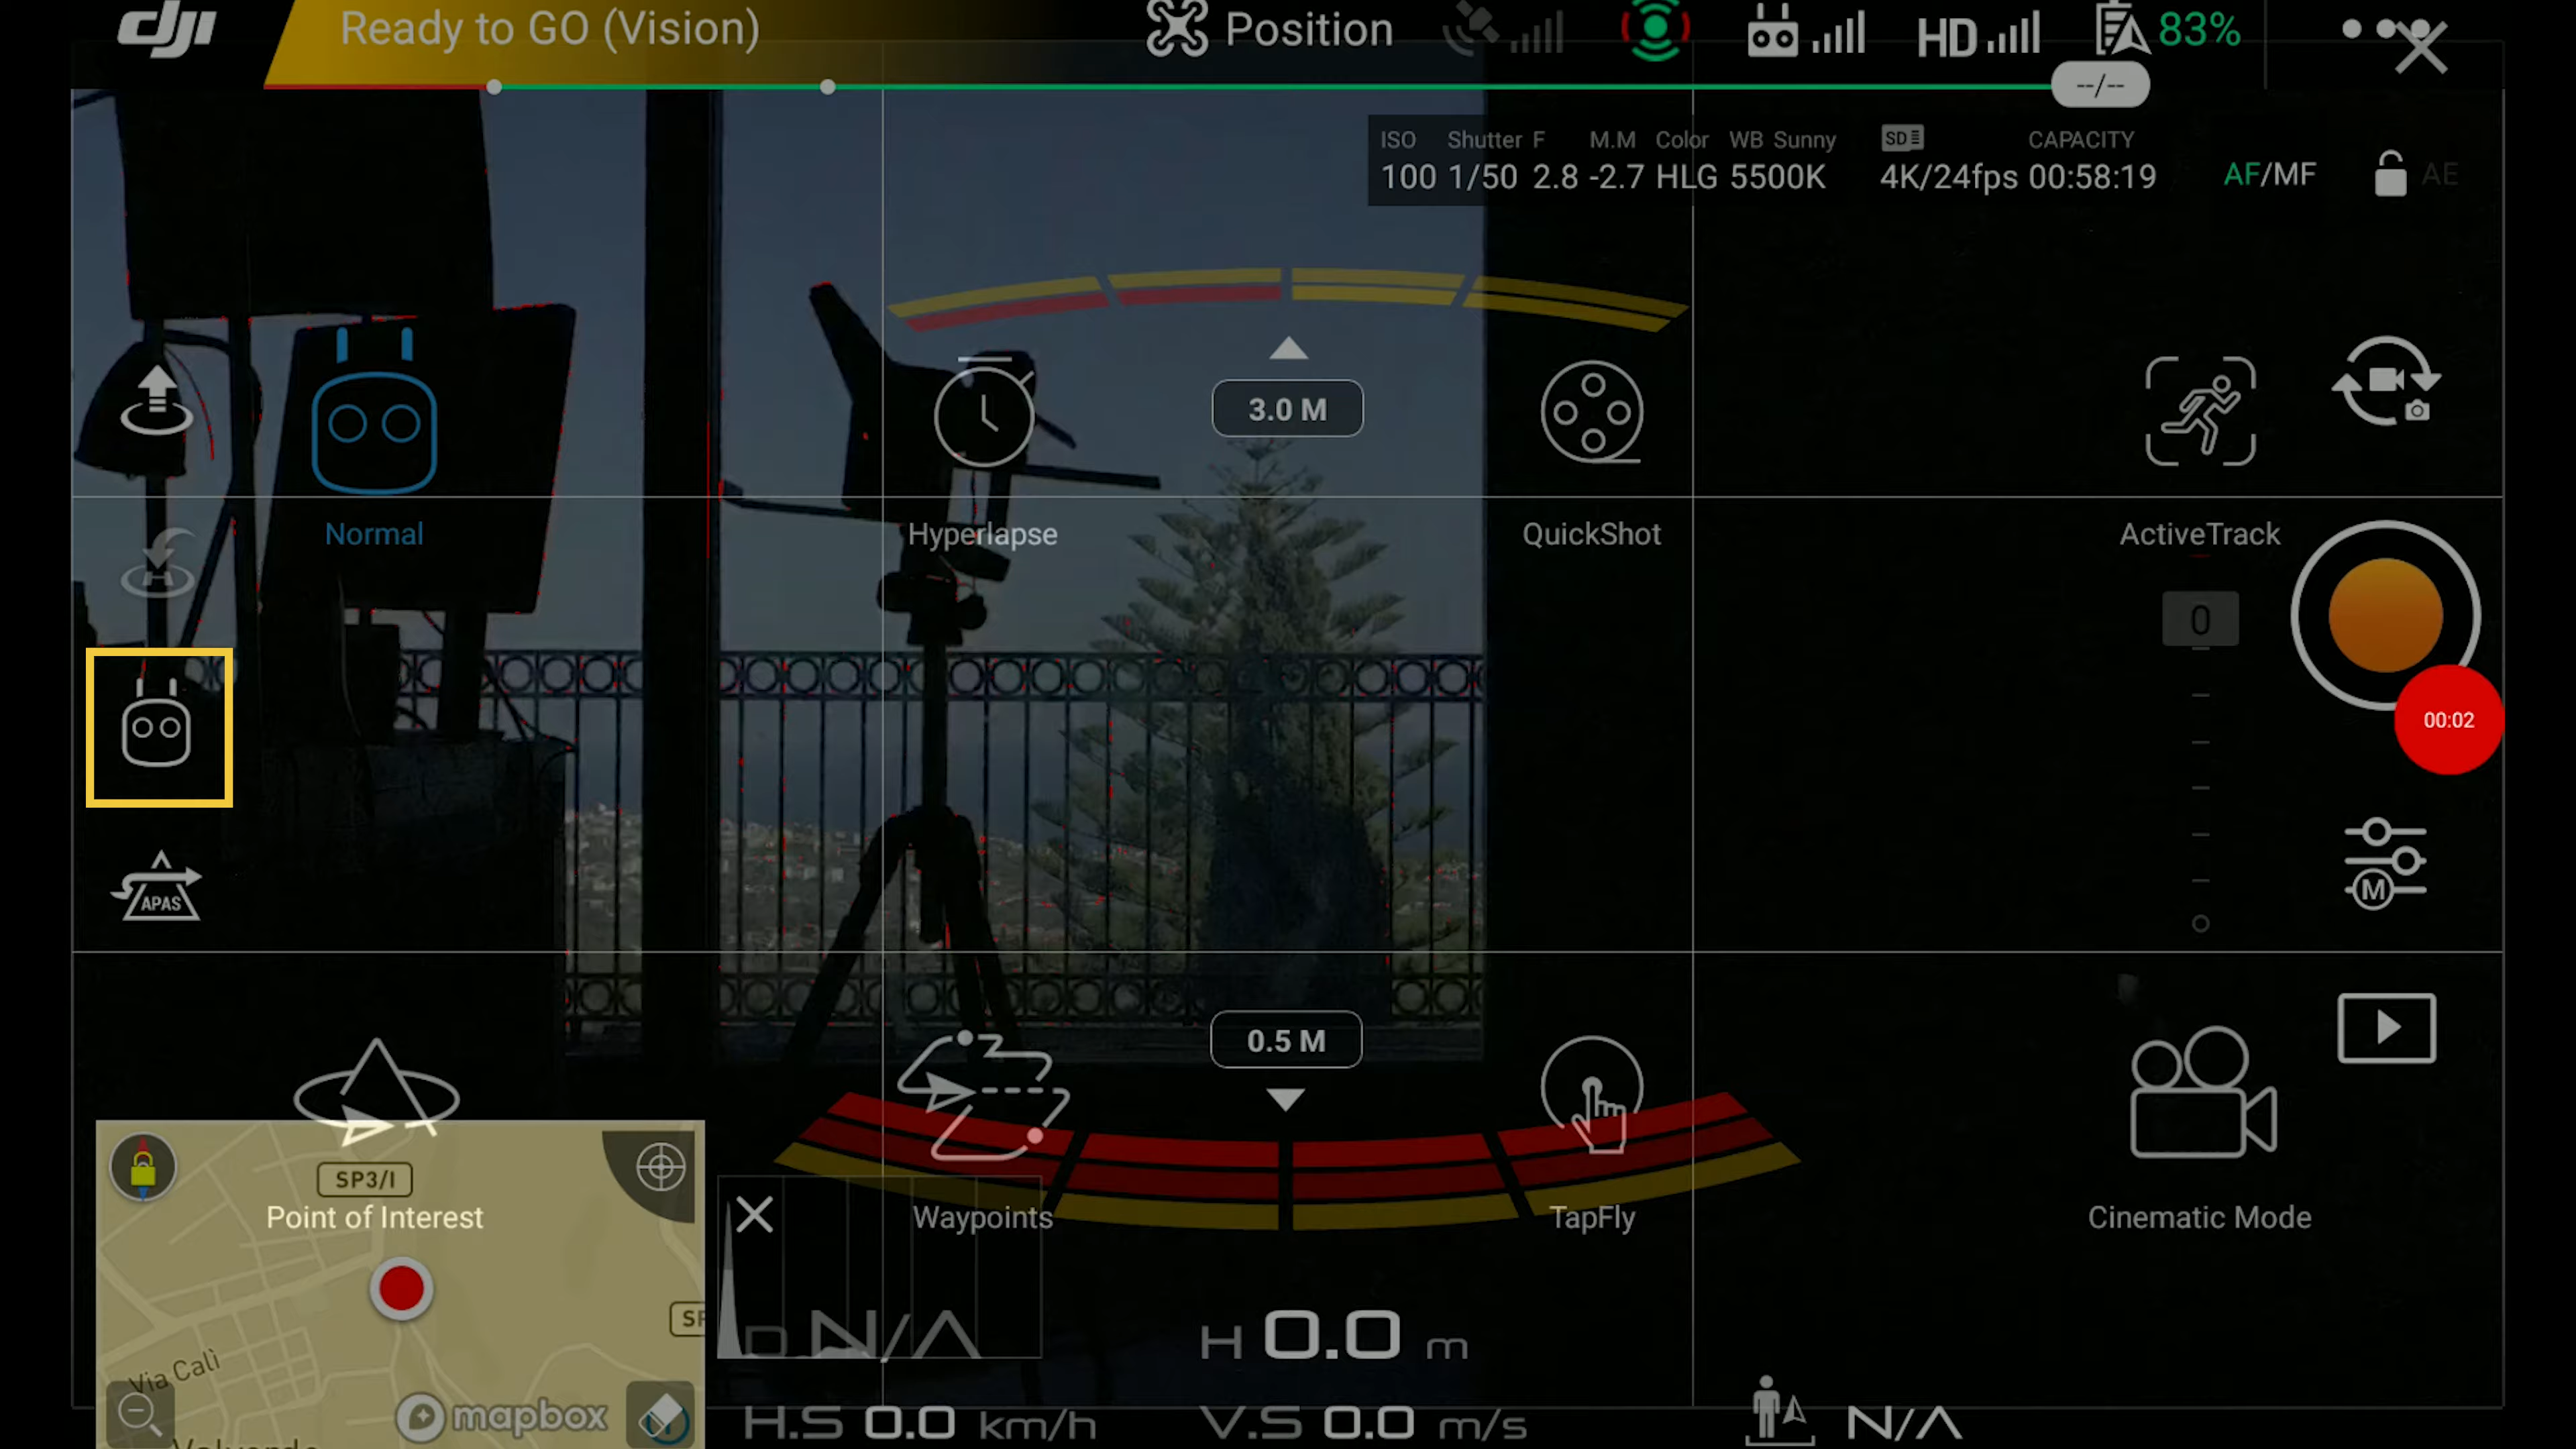 dji
Ready to GO (Vision)
Position
HD
83%
--/--
ISO Shutter F M.M Color WB Sunny SD CAPACITY
100 1/50 2.8 -2.7 HLG 5500K 4K/24fps 00:58:19
AF/MF
AE
3.0 M
Normal
Hyperlapse
QuickShot
ActiveTrack
H
0
00:02
APAS
M
0.5 M
SP3/I
Point of Interest
Waypoints
TapFly
Cinematic Mode
Via Calì
mapbox
D N/A
H 0.0 m
H.S 0.0 km/h
V.S 0.0 m/s
N/A